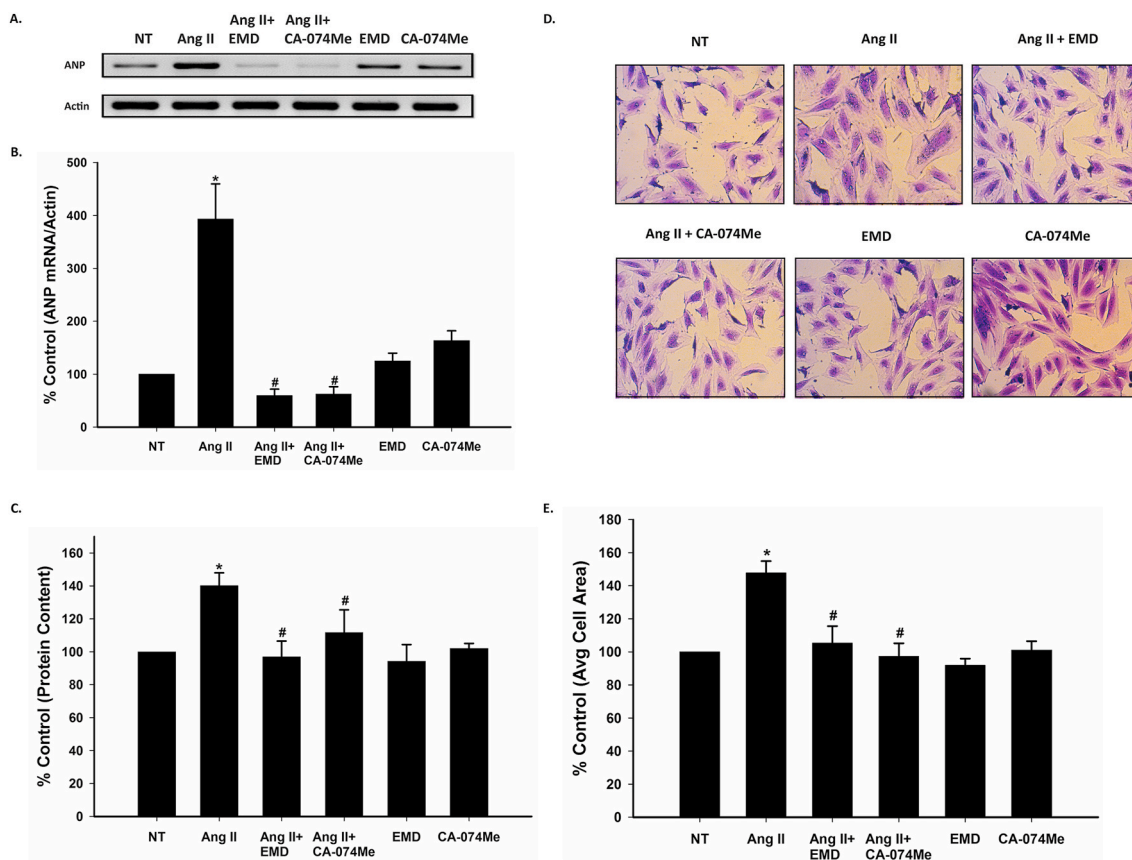 A.
NT Ang II Ang II+ EMD Ang II+ CA-074Me EMD CA-074Me
ANP
Actin
B.
% Control (ANP mRNA/Actin)
500
400
300
200
100
0
*
#
#
NT Ang II Ang II+ EMD Ang II+ CA-074Me EMD CA-074Me
C.
% Control (Protein Content)
160
140
120
100
80
60
40
20
0
*
#
#
NT Ang II Ang II+ EMD Ang II+ CA-074Me EMD CA-074Me
D.
NT Ang II Ang II + EMD
Ang II + CA-074Me EMD CA-074Me
E.
% Control (Avg Cell Area)
180
160
140
120
100
80
60
40
20
0
*
#
#
NT Ang II Ang II+ EMD Ang II+ CA-074Me EMD CA-074Me